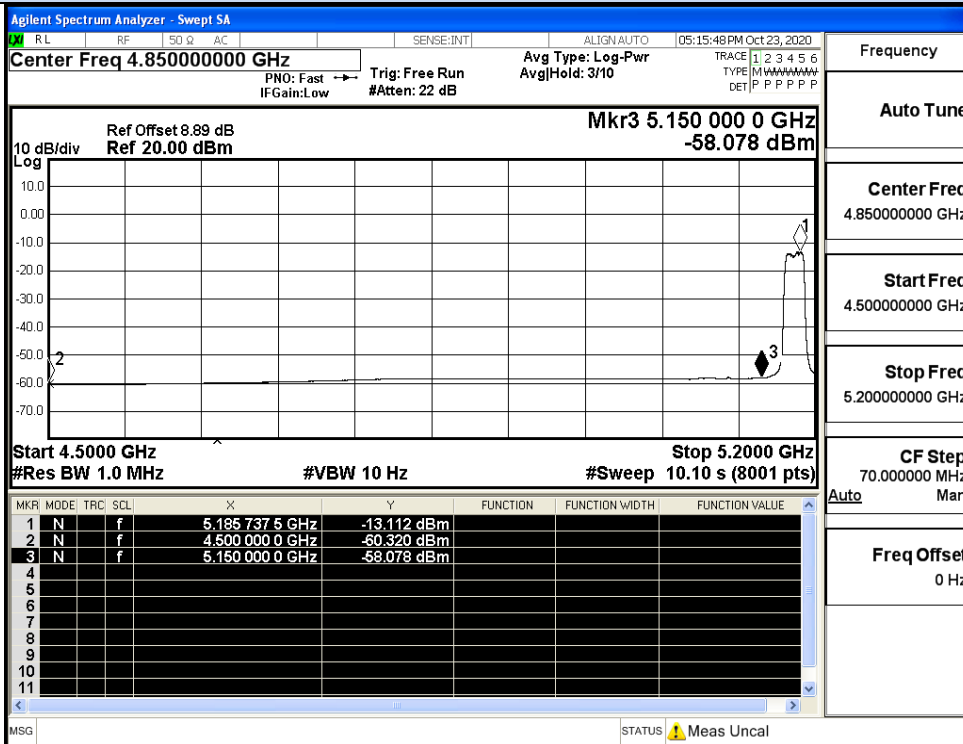 Agilent Spectrum Analyzer - Swept SA
LXI RL RF 50 Ω AC SENSE:INT ALIGN AUTO 05:15:48 PM Oct 23, 2020
Center Freq 4.850000000 GHz
PNO: Fast
IFGain:Low
Trig: Free Run
#Atten: 22 dB
Avg Type: Log-Pwr
Avg|Hold: 3/10
TRACE 1 2 3 4 5 6
TYPE M WWWWW
DET P P P P P P
Mkr3 5.150 000 0 GHz
-58.078 dBm
Ref Offset 8.89 dB
10 dB/div Ref 20.00 dBm
Log
10.0
0.00
-10.0
-20.0
-30.0
-40.0
-50.0
-60.0
-70.0
1
2
3
Start 4.5000 GHz Stop 5.2000 GHz
#Res BW 1.0 MHz #VBW 10 Hz #Sweep 10.10 s (8001 pts)
MKR MODE TRC SCL X Y FUNCTION FUNCTION WIDTH FUNCTION VALUE
1 N f 5.185 737 5 GHz -13.112 dBm
2 N f 4.500 000 0 GHz -60.320 dBm
3 N f 5.150 000 0 GHz -58.078 dBm
4
5
6
7
8
9
10
11
MSG STATUS Meas Uncal
Frequency
Auto Tune
Center Freq
4.850000000 GHz
Start Freq
4.500000000 GHz
Stop Freq
5.200000000 GHz
CF Step
70.000000 MHz
Auto Man
Freq Offset
0 Hz